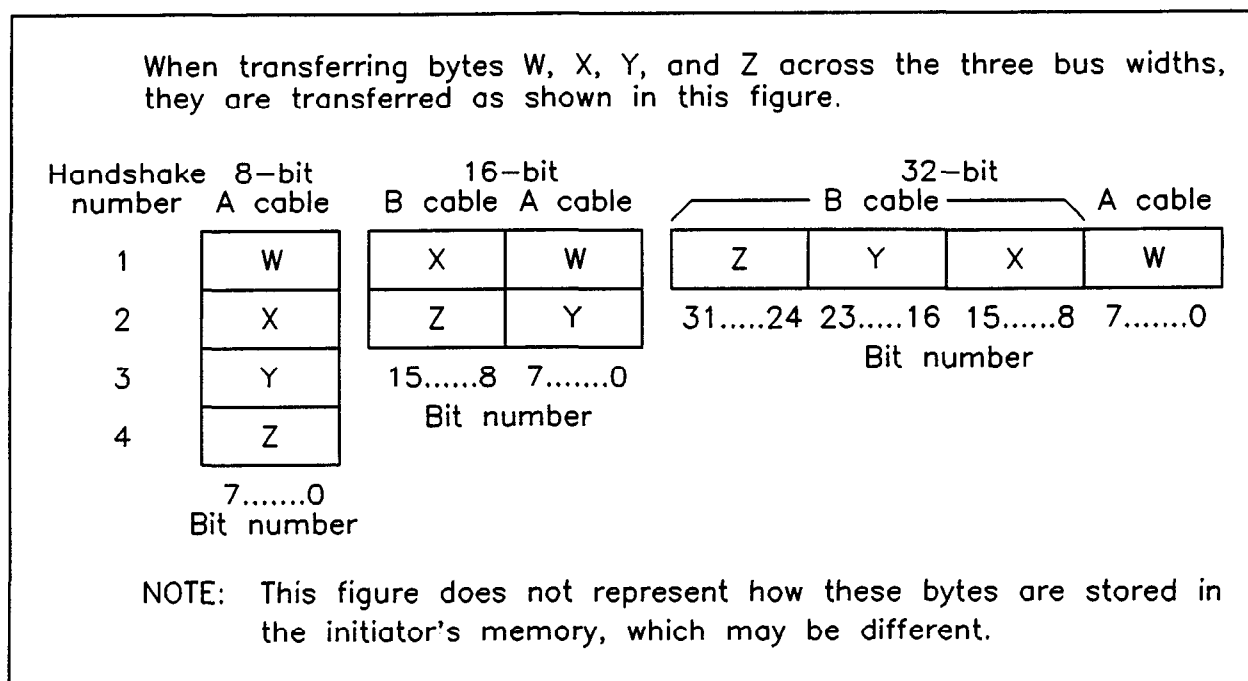 When transferring bytes W, X, Y, and Z across the three bus widths,
they are transferred as shown in this figure.
Handshake 8-bit 16-bit 32-bit
number A cable B cable A cable B cable A cable
1 W X W Z Y X W
2 X Z Y 31.....24 23.....16 15......8 7.......0
Bit number
3 Y 15......8 7.......0
Bit number
4 Z
7.......0
Bit number
NOTE: This figure does not represent how these bytes are stored in
the initiator's memory, which may be different.